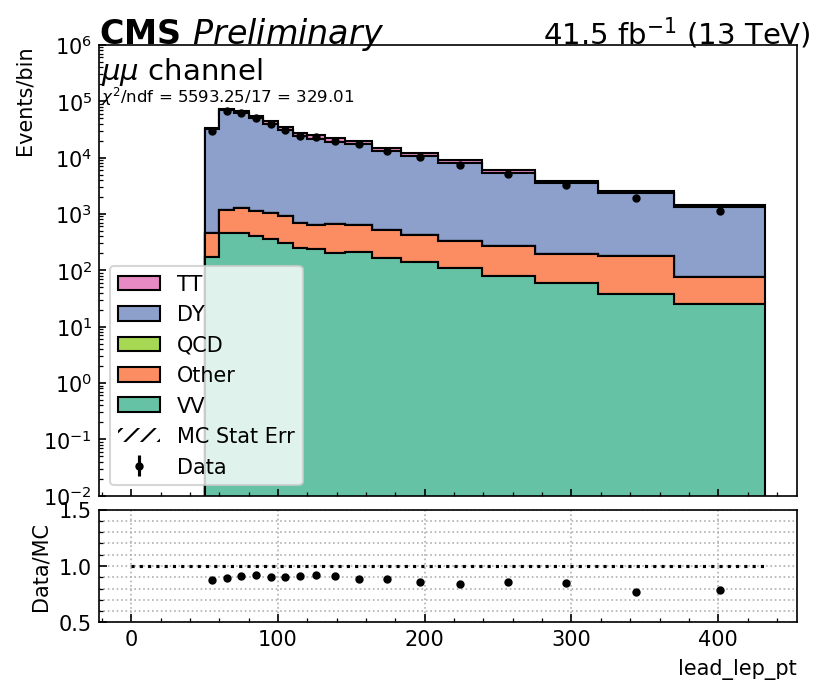 CMS Preliminary 41.5 fb⁻¹ (13 TeV)
μμ channel
χ²/ndf = 5593.25/17 = 329.01
Events/bin
10⁶
10⁵
10⁴
10³
10²
10¹
10⁰
10⁻¹
10⁻²
TT
DY
QCD
Other
VV
MC Stat Err
Data
Data/MC
1.5
1.0
0.5
0 100 200 300 400
lead_lep_pt